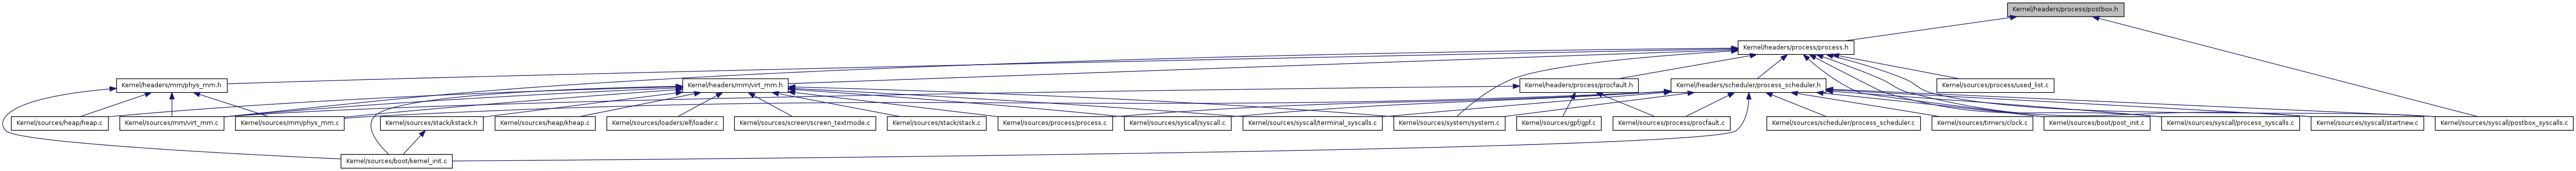 Kernel/headers/process/postbox.h
Kernel/headers/process/process.h
Kernel/headers/mm/phys_mm.h
Kernel/headers/mm/virt_mm.h
Kernel/headers/process/procfault.h
Kernel/headers/scheduler/process_scheduler.h
Kernel/sources/process/used_list.c
Kernel/sources/heap/heap.c
Kernel/sources/mm/virt_mm.c
Kernel/sources/mm/phys_mm.c
Kernel/sources/stack/kstack.h
Kernel/sources/heap/kheap.c
Kernel/sources/loaders/elf/loader.c
Kernel/sources/screen/screen_textmode.c
Kernel/sources/stack/stack.c
Kernel/sources/process/process.c
Kernel/sources/syscall/syscall.c
Kernel/sources/syscall/terminal_syscalls.c
Kernel/sources/system/system.c
Kernel/sources/gpf/gpf.c
Kernel/sources/process/procfault.c
Kernel/sources/scheduler/process_scheduler.c
Kernel/sources/timers/clock.c
Kernel/sources/boot/post_init.c
Kernel/sources/syscall/process_syscalls.c
Kernel/sources/syscall/startnew.c
Kernel/sources/syscall/postbox_syscalls.c
Kernel/sources/boot/kernel_init.c